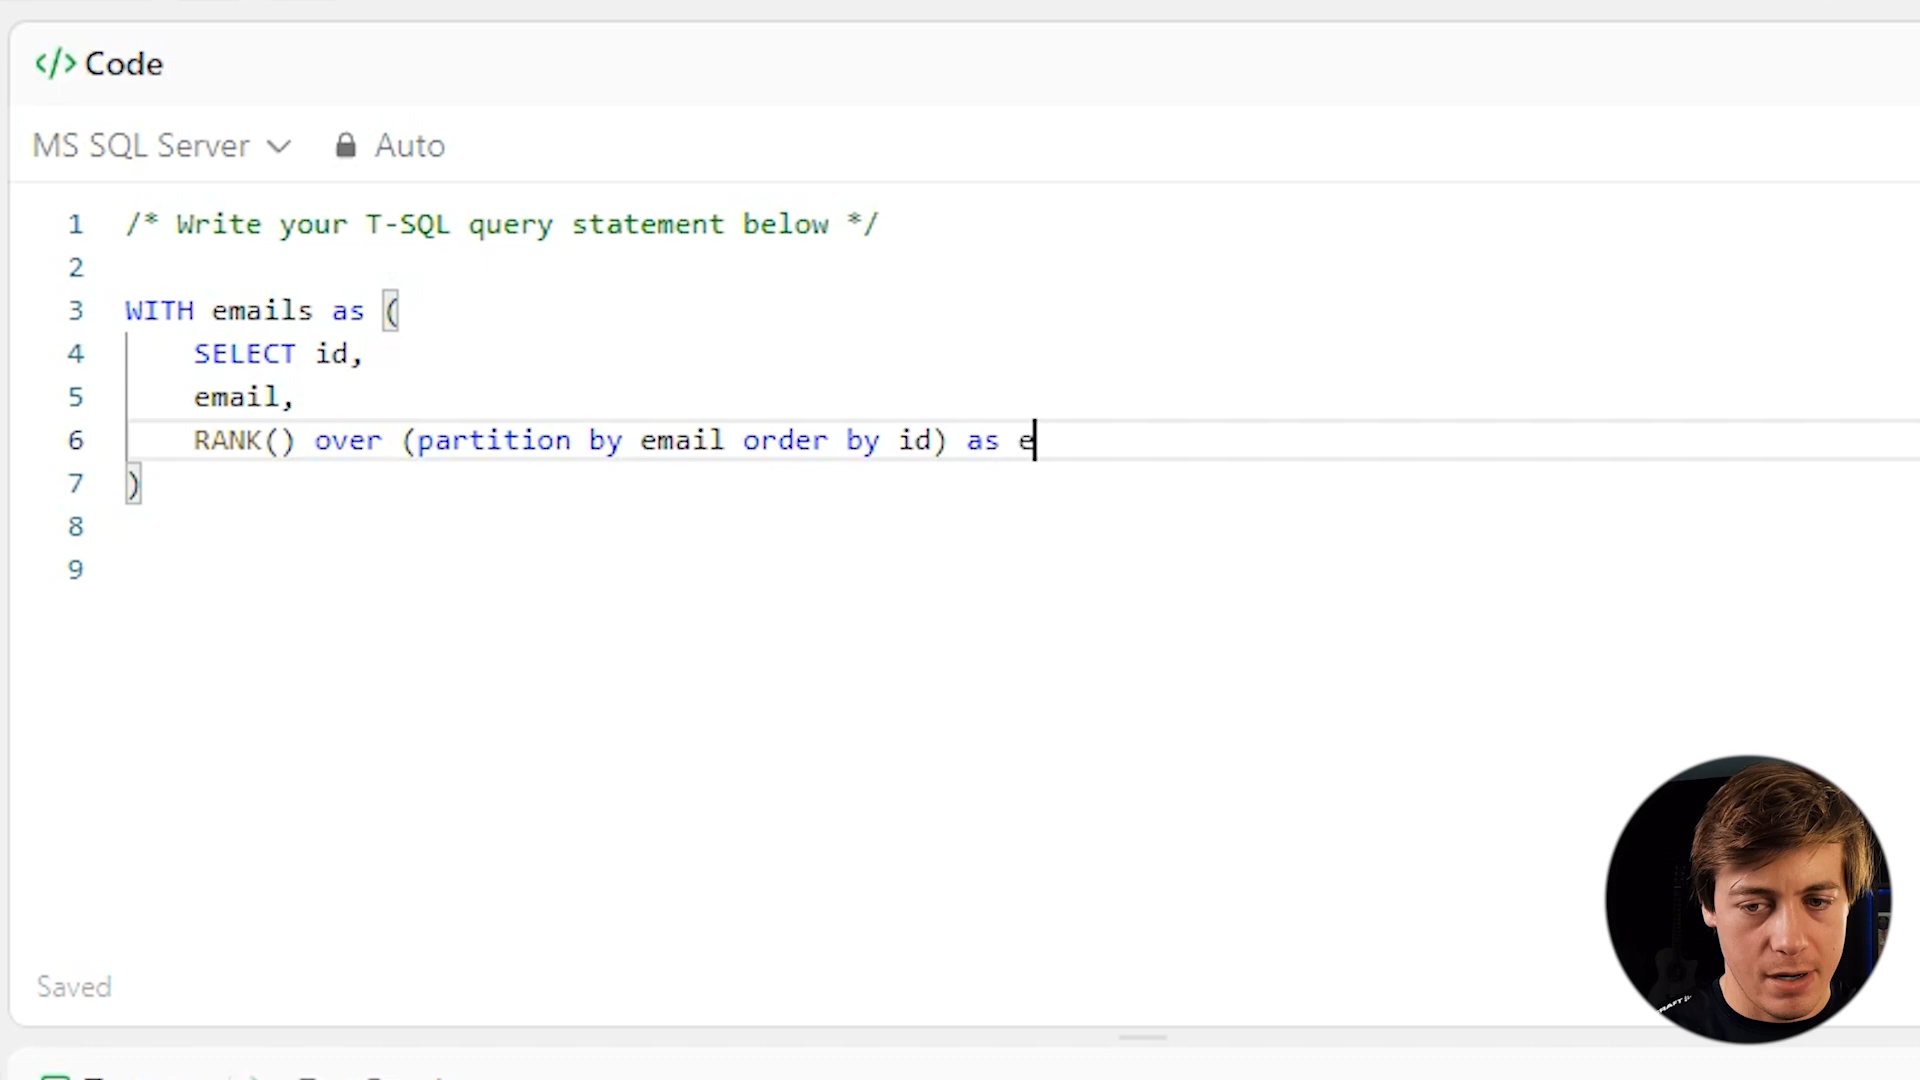 </> Code
MS SQL Server Auto
1 /* Write your T-SQL query statement below */
2
3 WITH emails as (
4 SELECT id,
5 email,
6 RANK() over (partition by email order by id) as e
7 )
8
9
Saved